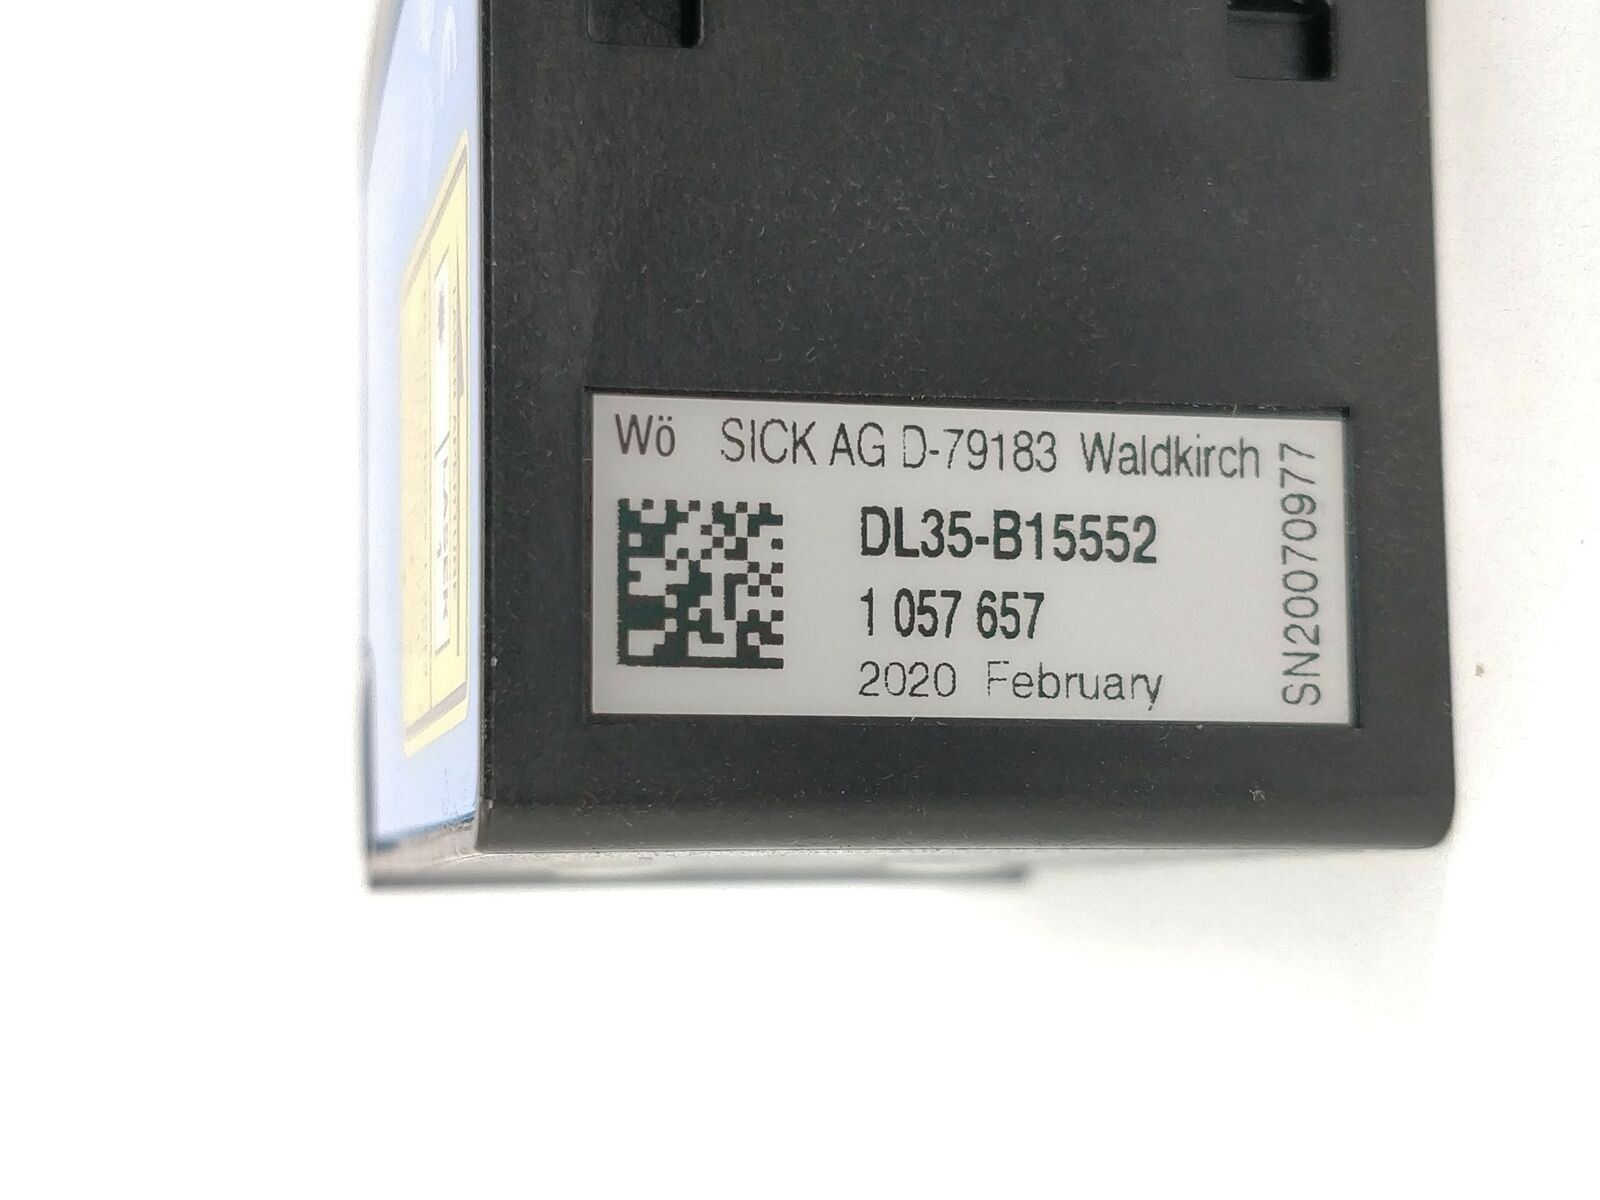 Wö SICK AG D-79183 Waldkirch
DL35-B15552
1 057 657
2020 February
SN20070977